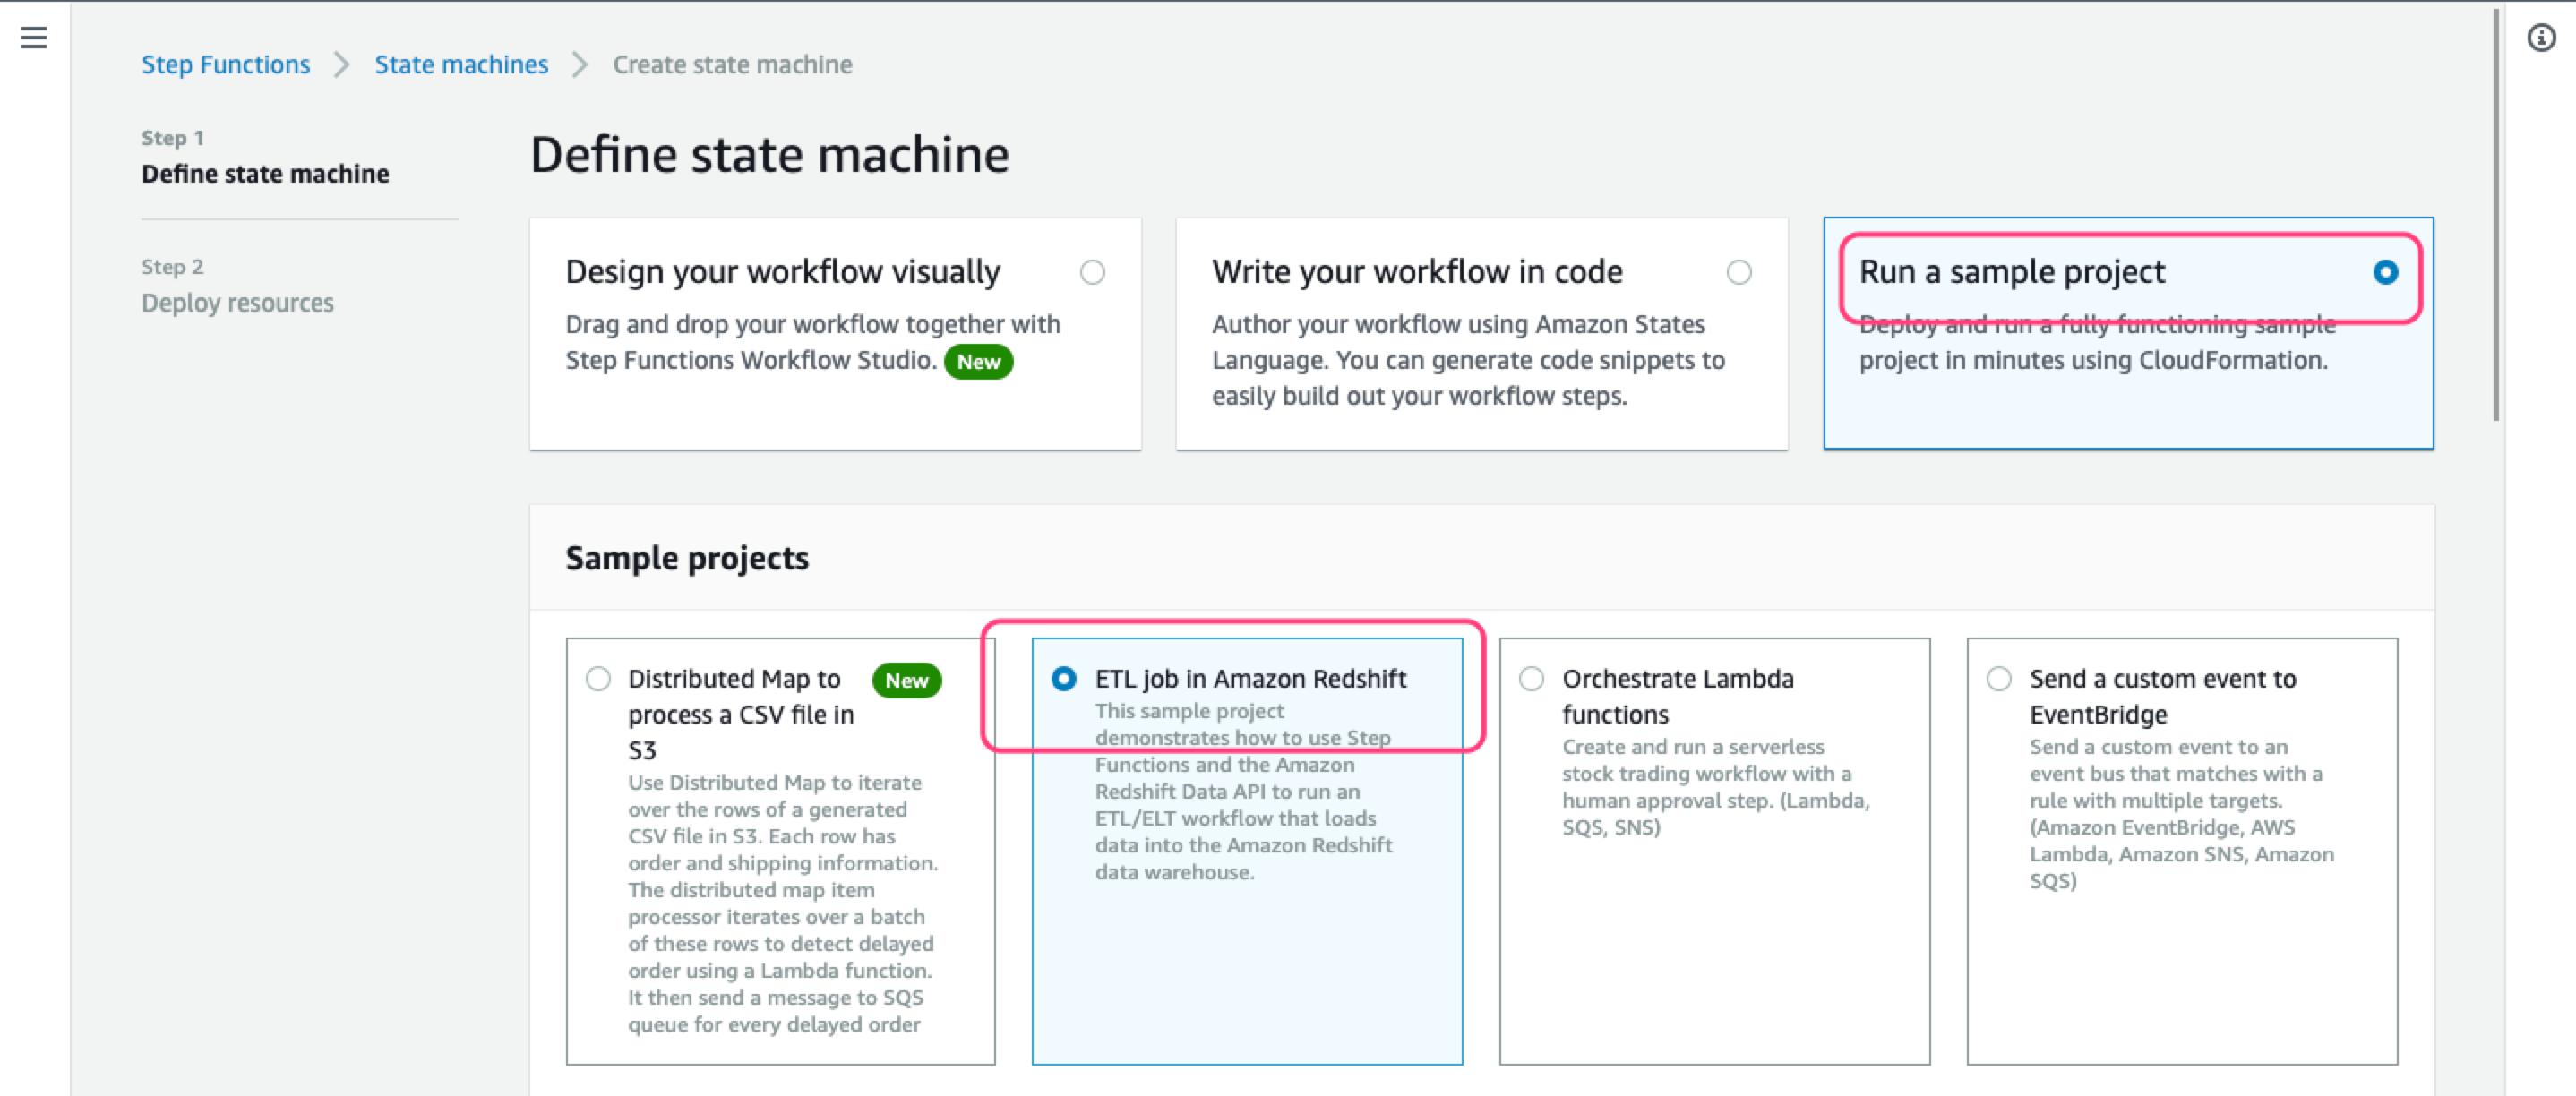 Step Functions > State machines > Create state machine
Step 1
Define state machine
Step 2
Deploy resources
Define state machine
Design your workflow visually
Drag and drop your workflow together with
Step Functions Workflow Studio. New
Write your workflow in code
Author your workflow using Amazon States
Language. You can generate code snippets to
easily build out your workflow steps.
Run a sample project
Deploy and run a fully functioning sample
project in minutes using CloudFormation.
Sample projects
Distributed Map to New
process a CSV file in
S3
Use Distributed Map to iterate
over the rows of a generated
CSV file in S3. Each row has
order and shipping information.
The distributed map item
processor iterates over a batch
of these rows to detect delayed
order using a Lambda function.
It then send a message to SQS
queue for every delayed order
ETL job in Amazon Redshift
This sample project
demonstrates how to use Step
Functions and the Amazon
Redshift Data API to run an
ETL/ELT workflow that loads
data into the Amazon Redshift
data warehouse.
Orchestrate Lambda
functions
Create and run a serverless
stock trading workflow with a
human approval step. (Lambda,
SQS, SNS)
Send a custom event to
EventBridge
Send a custom event to an
event bus that matches with a
rule with multiple targets.
(Amazon EventBridge, AWS
Lambda, Amazon SNS, Amazon
SQS)